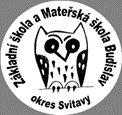 Základní škola a Mateřská škola Budislav
okres Svitavy